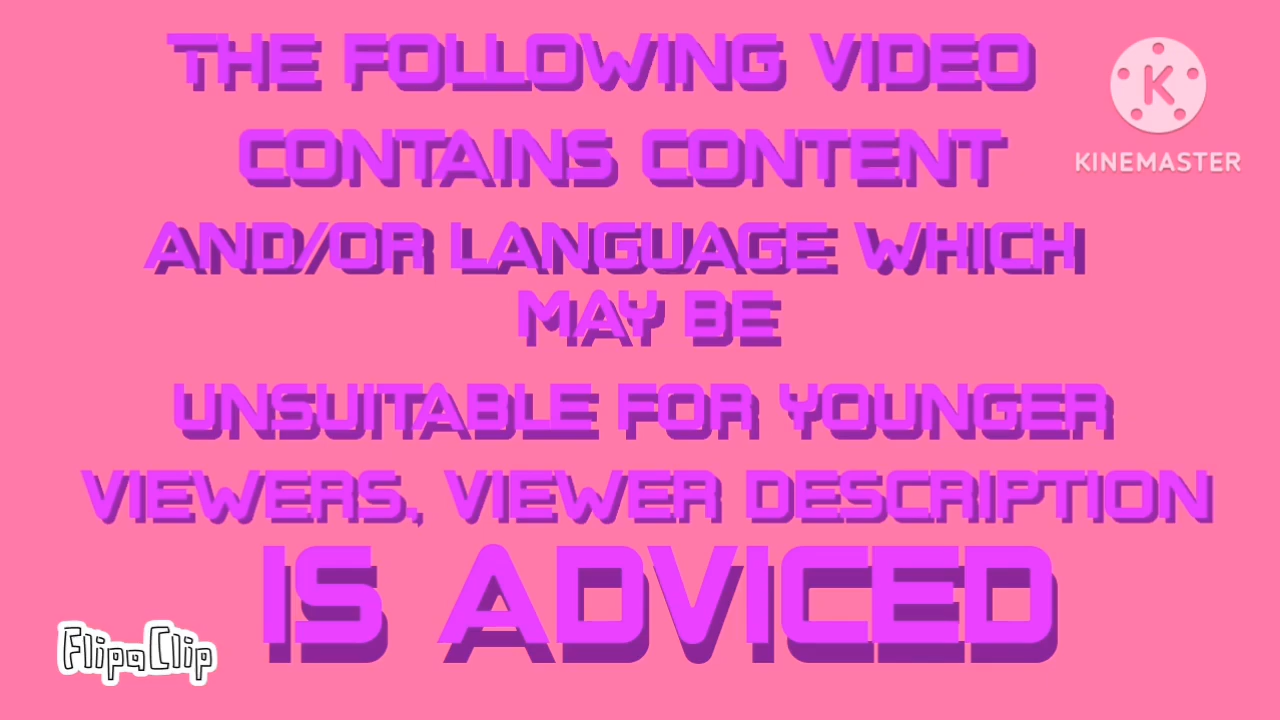 THE FOLLOWING VIDEO
CONTAINS CONTENT
AND/OR LANGUAGE WHICH
MAY BE
UNSUITABLE FOR YOUNGER
VIEWERS, VIEWER DESCRIPTION
IS ADVICED
K
KINEMASTER
FlipaClip